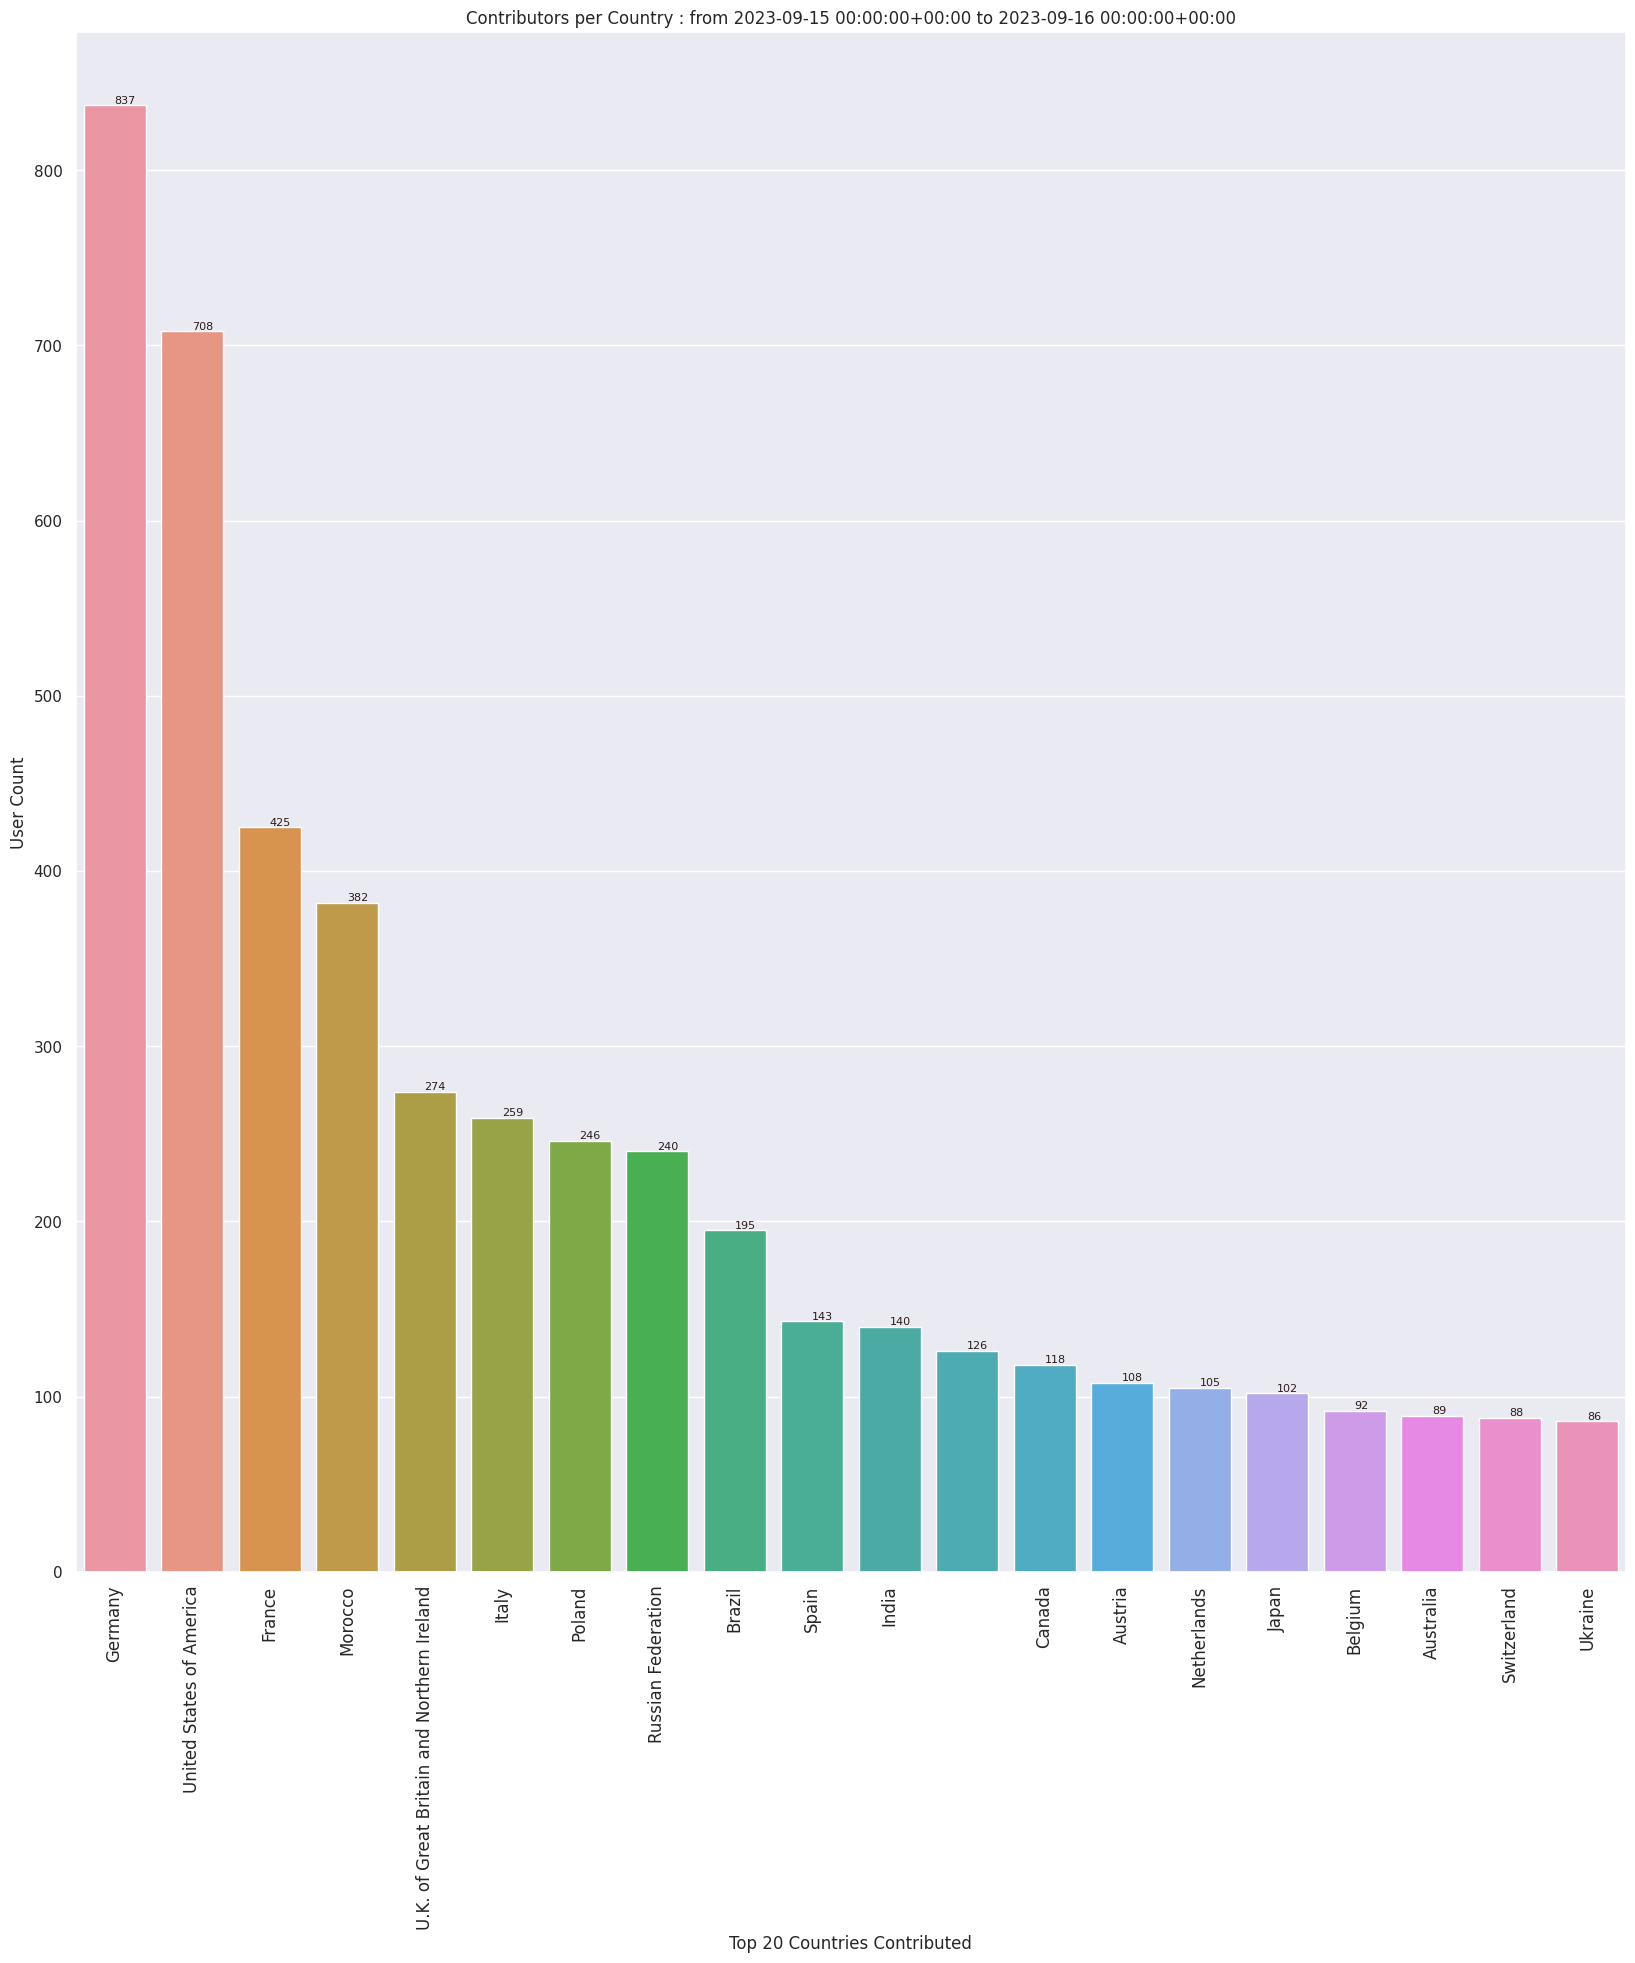 Contributors per Country : from 2023-09-15 00:00:00+00:00 to 2023-09-16 00:00:00+00:00
User Count
800
700
600
500
400
300
200
100
0
837
708
425
382
274
259
246
240
195
143
140
126
118
108
105
102
92
89
88
86
Germany
United States of America
France
Morocco
U.K. of Great Britain and Northern Ireland
Italy
Poland
Russian Federation
Brazil
Spain
India
Canada
Austria
Netherlands
Japan
Belgium
Australia
Switzerland
Ukraine
Top 20 Countries Contributed